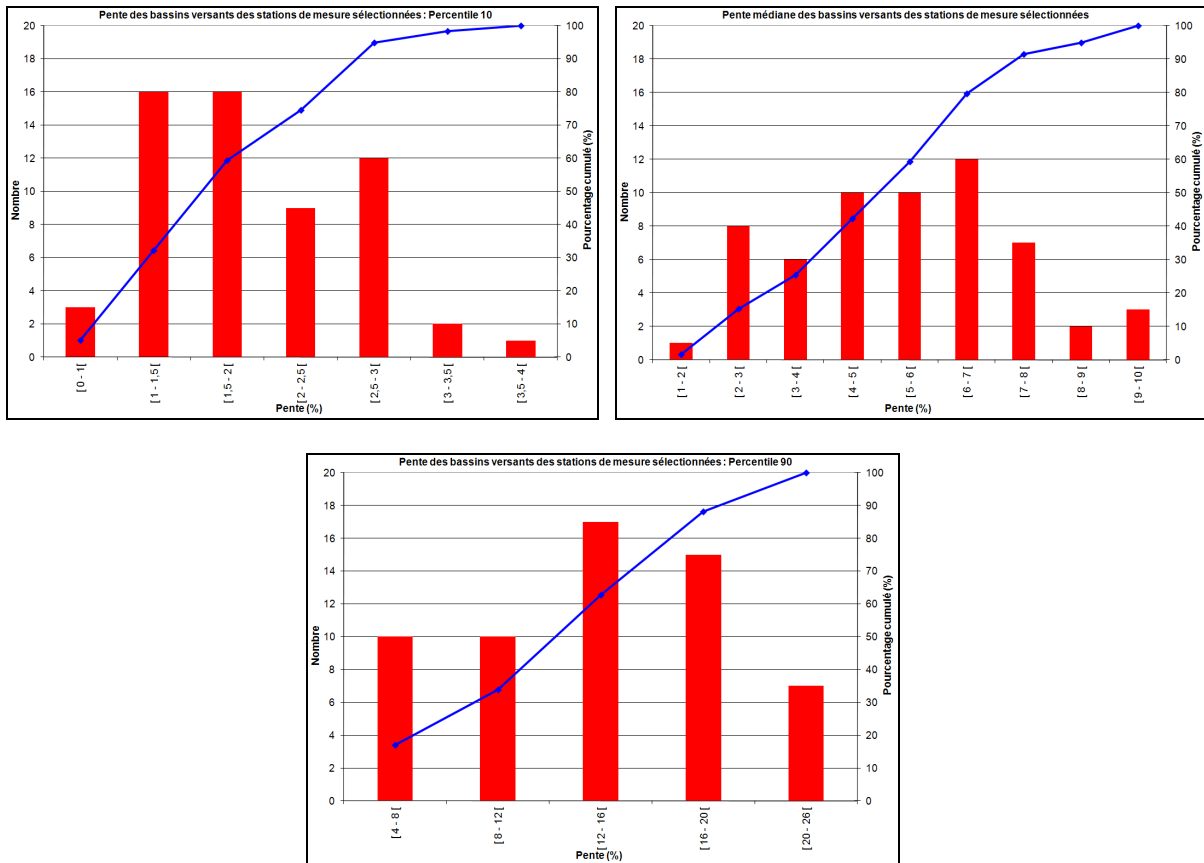 Pente des bassins versants des stations de mesure sélectionnées : Percentile 10
20
18
16
14
12
10
8
6
4
2
0
Nombre
100
90
80
70
60
50
40
30
20
10
0
Pourcentage cumulé (%)
[ 0 - 1[
[ 1 - 1,5 [
[ 1,5 - 2 [
[ 2 - 2,5 [
[ 2,5 - 3 [
[ 3 - 3,5 [
[ 3,5 - 4 [
Pente (%)
Pente médiane des bassins versants des stations de mesure sélectionnées
20
18
16
14
12
10
8
6
4
2
0
Nombre
100
90
80
70
60
50
40
30
20
10
0
Pourcentage cumulé (%)
[ 1 - 2 [
[ 2 - 3 [
[ 3 - 4 [
[ 4 - 5 [
[ 5 - 6 [
[ 6 - 7 [
[ 7 - 8 [
[ 8 - 9 [
[ 9 - 10 [
Pente (%)
Pente des bassins versants des stations de mesure sélectionnées : Percentile 90
20
18
16
14
12
10
8
6
4
2
0
Nombre
100
90
80
70
60
50
40
30
20
10
0
Pourcentage cumulé (%)
[ 4 - 8 [
[ 8 - 12 [
[ 12 - 16 [
[ 16 - 20 [
[ 20 - 26 [
Pente (%)